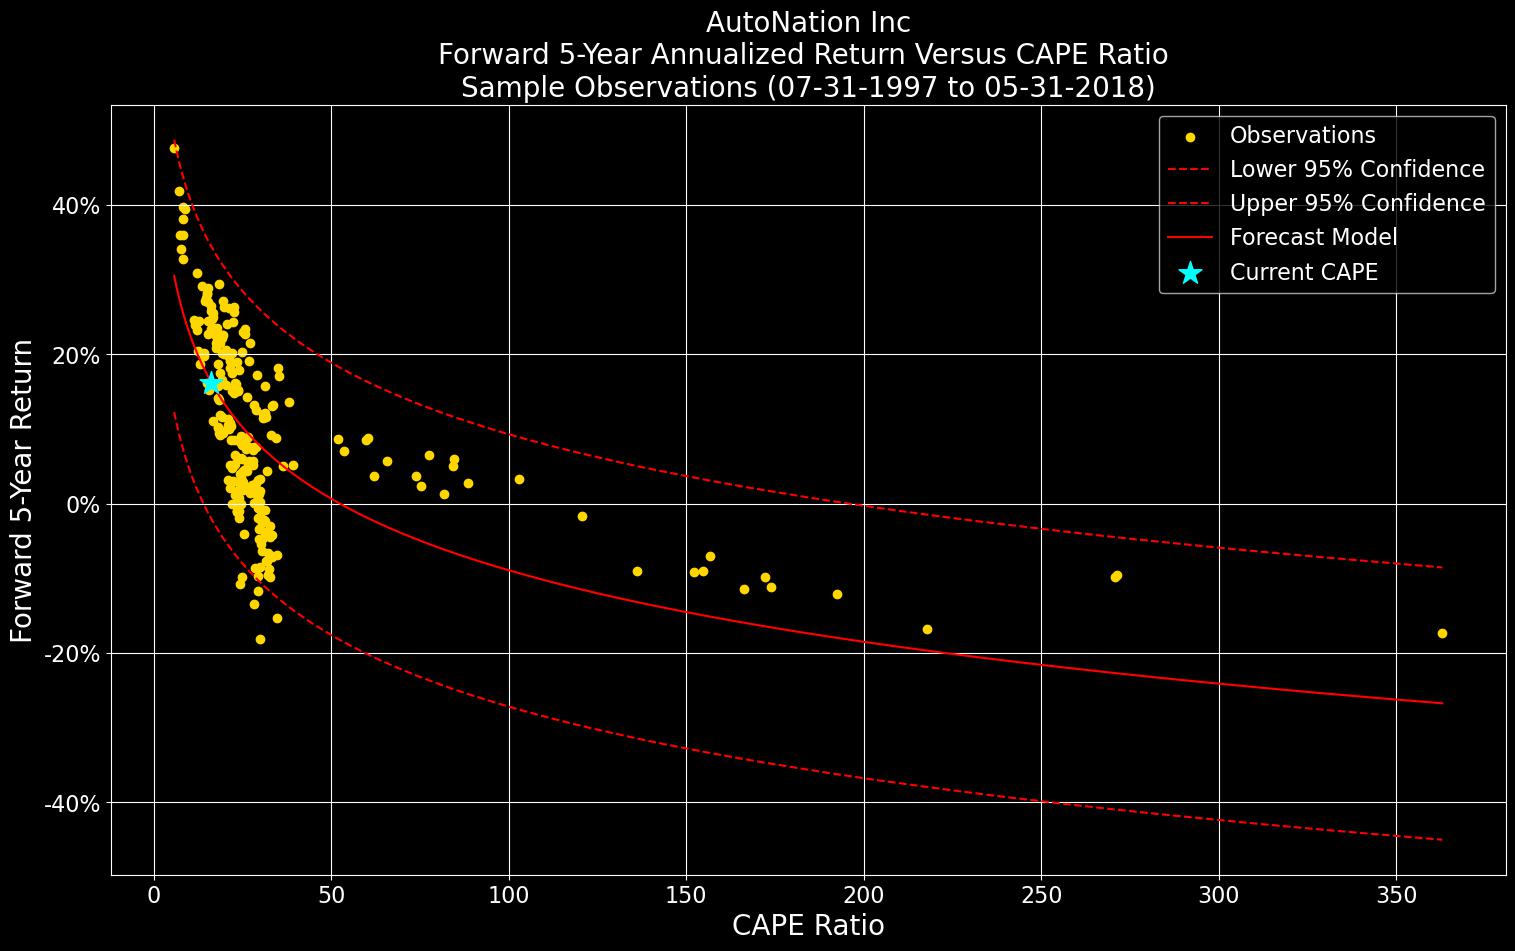 AutoNation Inc
Forward 5-Year Annualized Return Versus CAPE Ratio
Sample Observations (07-31-1997 to 05-31-2018)
Observations
Lower 95% Confidence
Upper 95% Confidence
Forecast Model
Current CAPE
Forward 5-Year Return
40%
20%
0%
-20%
-40%
0 50 100 150 200 250 300 350
CAPE Ratio